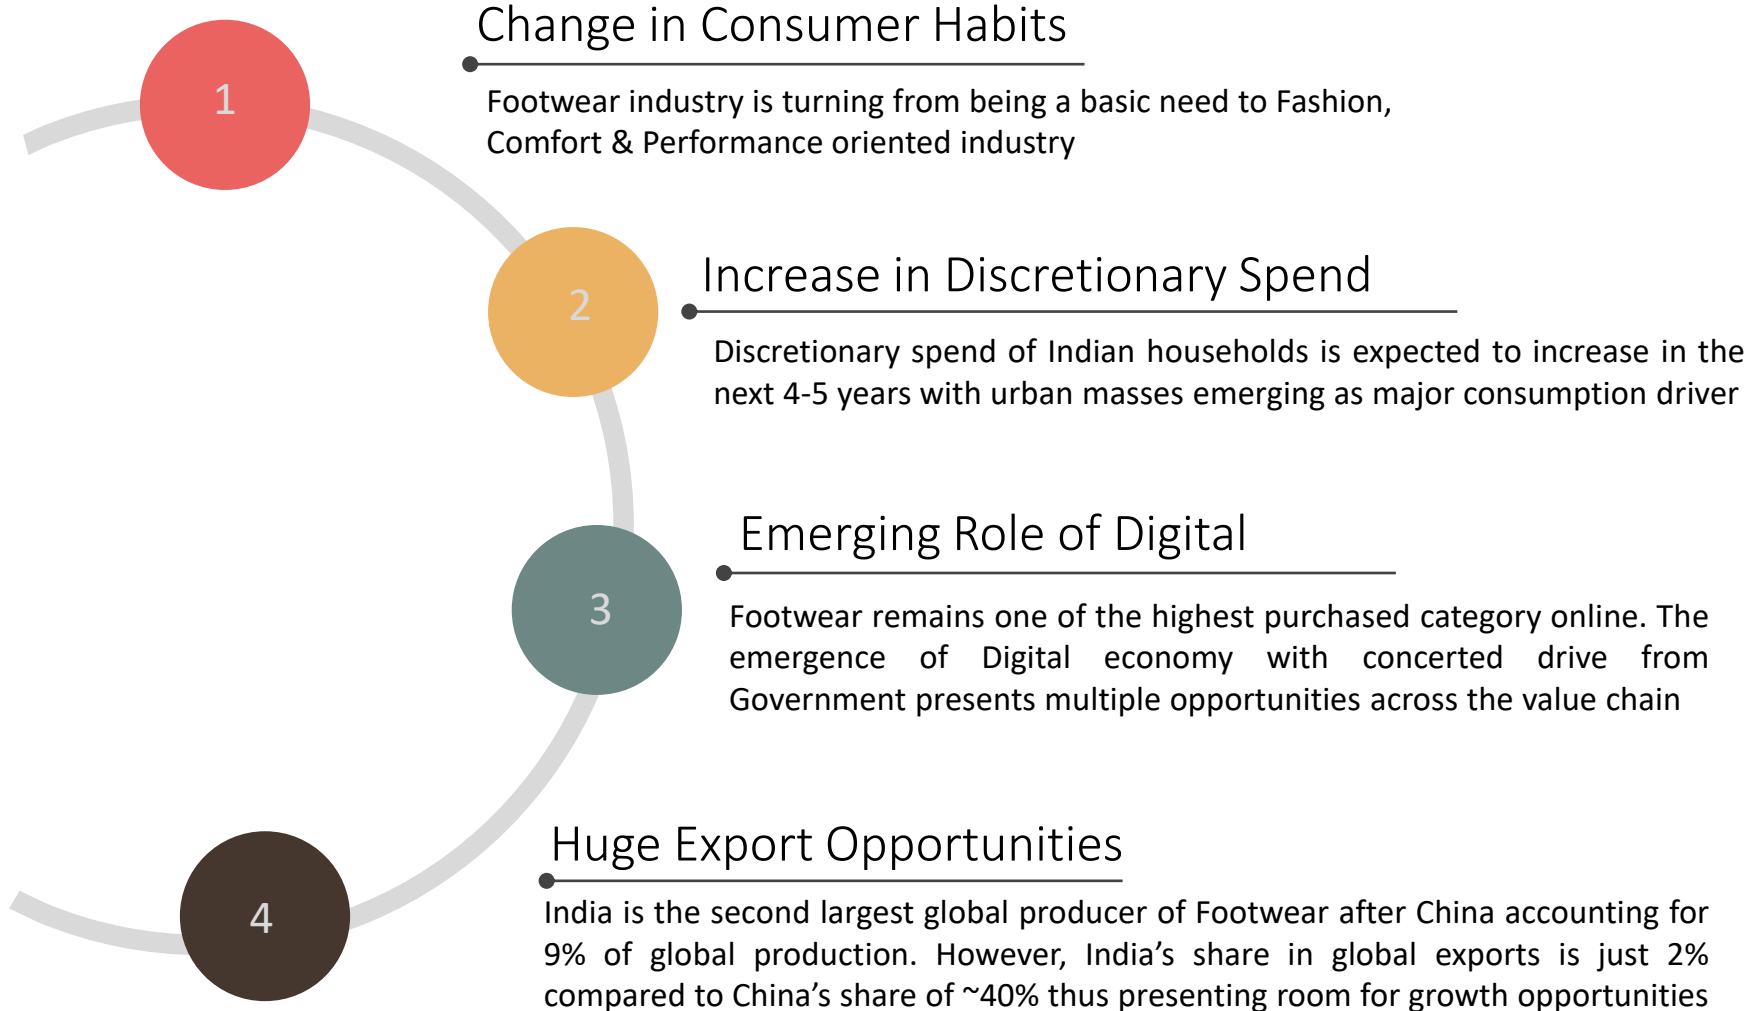 1
Change in Consumer Habits
Footwear industry is turning from being a basic need to Fashion,
Comfort & Performance oriented industry
2
Increase in Discretionary Spend
Discretionary spend of Indian households is expected to increase in the
next 4-5 years with urban masses emerging as major consumption driver
3
Emerging Role of Digital
Footwear remains one of the highest purchased category online. The
emergence of Digital economy with concerted drive from
Government presents multiple opportunities across the value chain
4
Huge Export Opportunities
India is the second largest global producer of Footwear after China accounting for
9% of global production. However, India’s share in global exports is just 2%
compared to China’s share of ~40% thus presenting room for growth opportunities